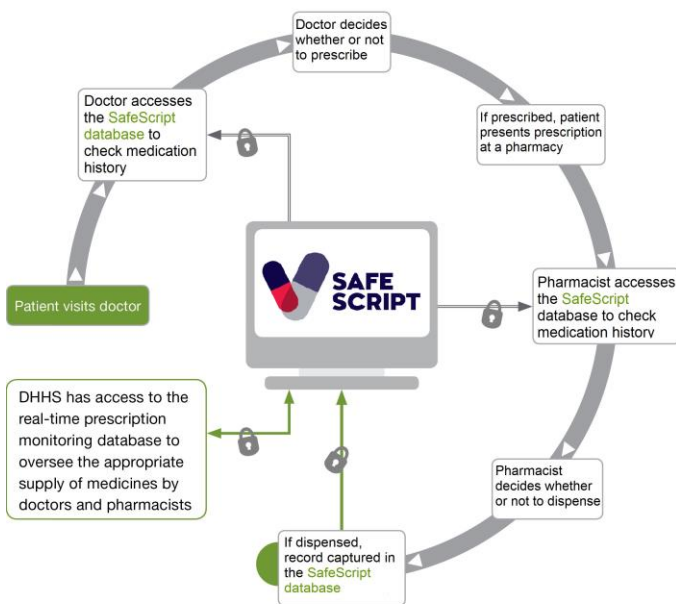 Doctor decides
whether or not
to prescribe
Doctor accesses
the SafeScript
database to
check medication
history
If prescribed, patient
presents prescription
at a pharmacy
SAFE
SCRIPT
Patient visits doctor
Pharmacist accesses
the SafeScript
database to check
medication history
DHHS has access to the
real-time prescription
monitoring database to
oversee the appropriate
supply of medicines by
doctors and pharmacists
Pharmacist
decides whether
or not to dispense
If dispensed,
record captured in
the SafeScript
database